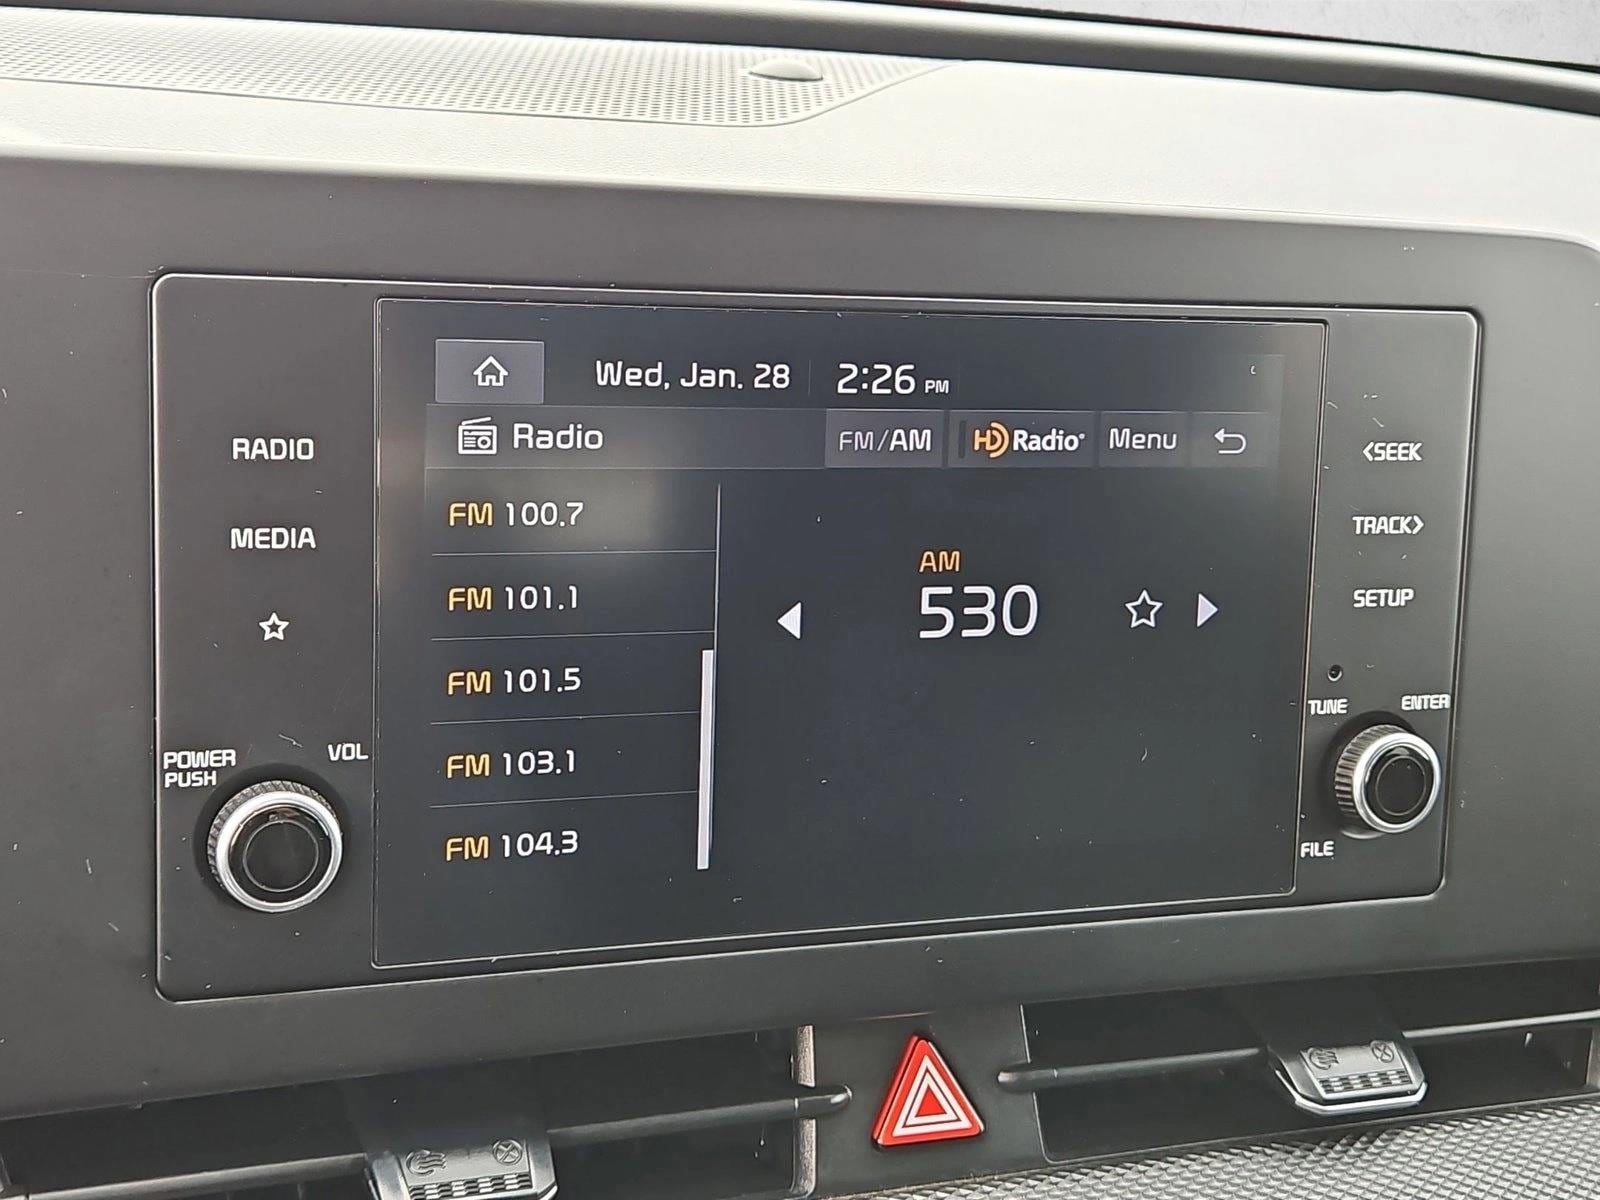 Wed, Jan. 28 2:26 PM
Radio FM/AM HD Radio Menu
RADIO
MEDIA
POWER
PUSH
VOL
FM 100.7
FM 101.1
FM 101.5
FM 103.1
FM 104.3
AM
530
<SEEK
TRACK>
SETUP
TUNE
ENTER
FILE